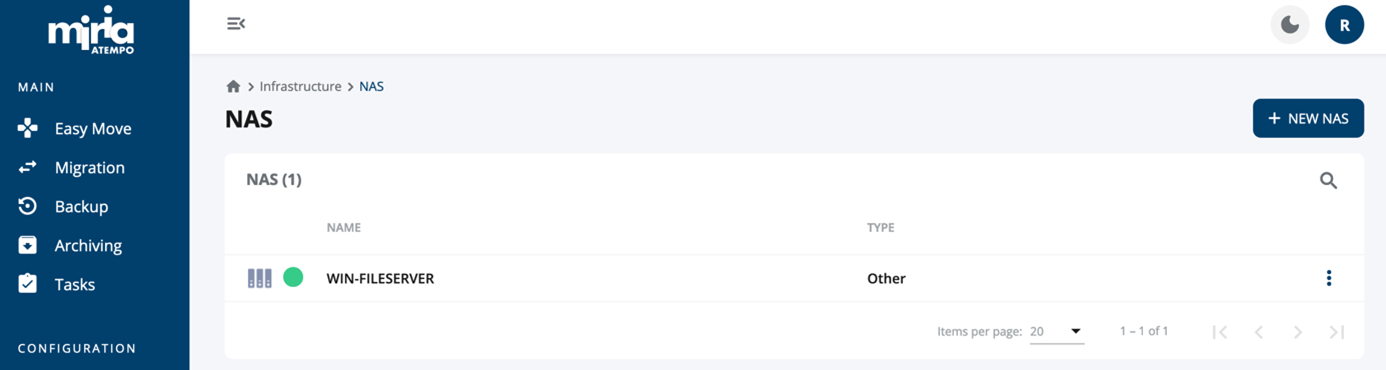 miria
ATEMPO
R
MAIN
Easy Move
Migration
Backup
Archiving
Tasks
CONFIGURATION
Infrastructure NAS
NAS
+ NEW NAS
NAS (1)
NAME TYPE
WIN-FILESERVER Other
Items per page: 20 1 – 1 of 1